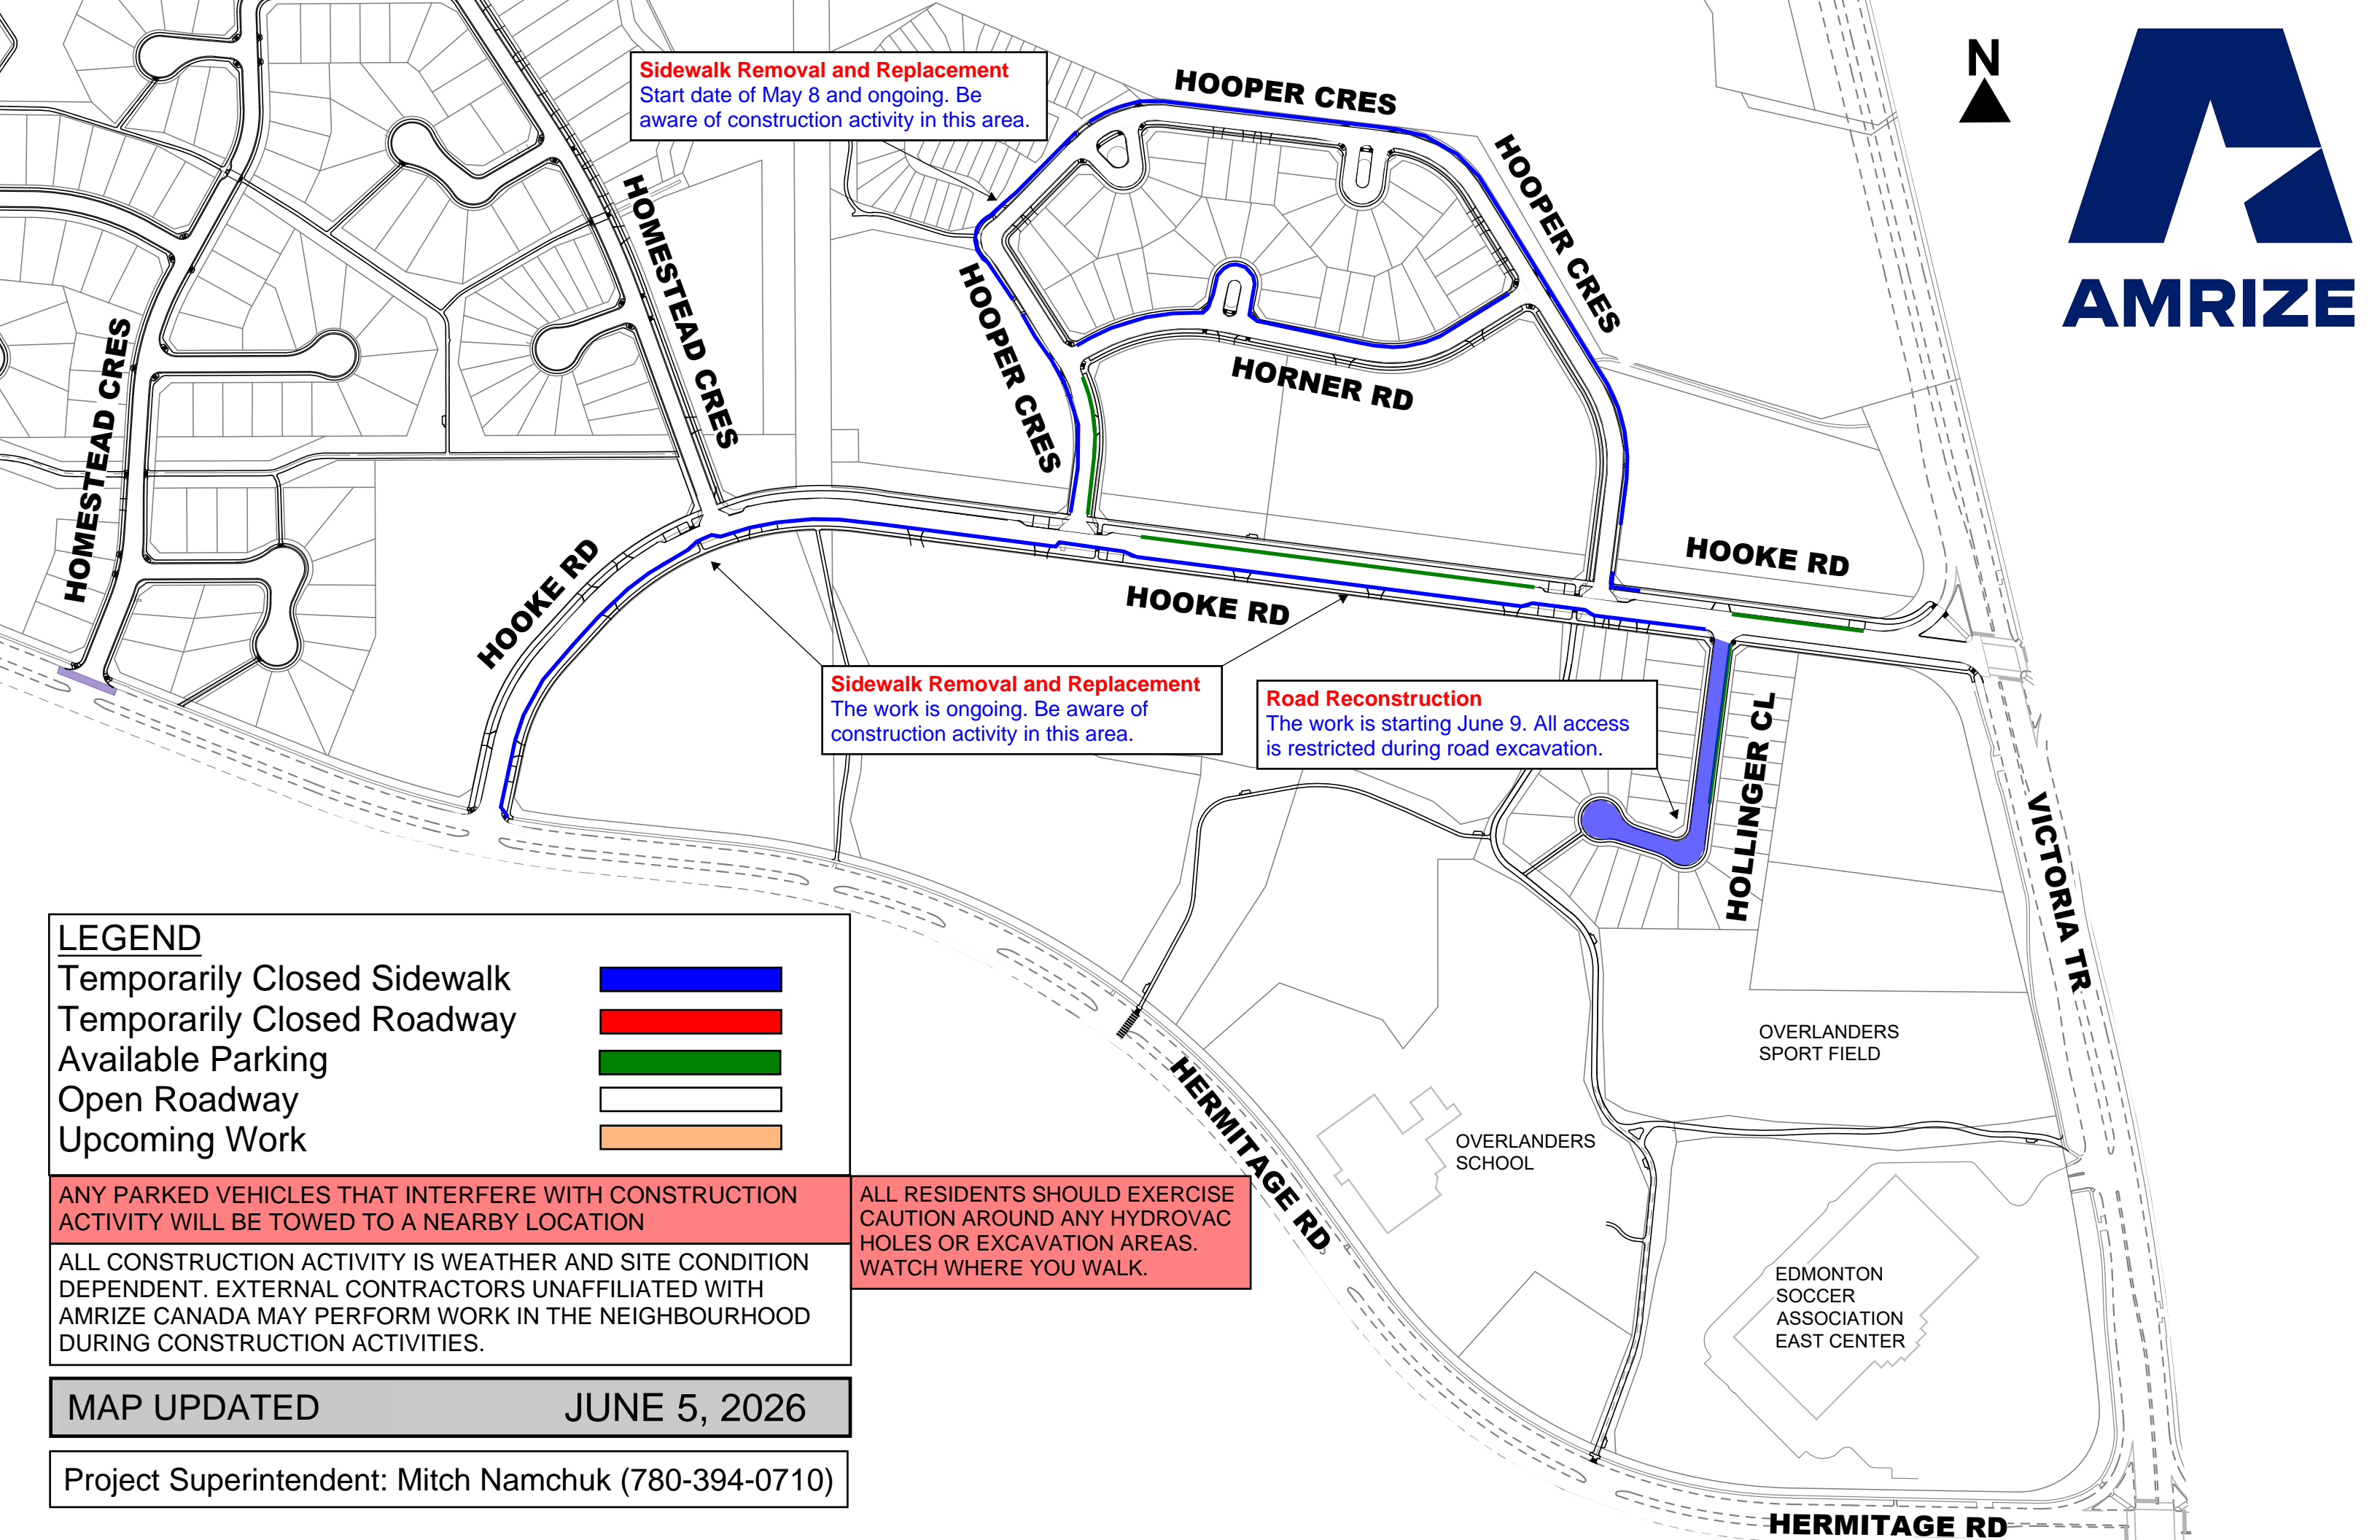 Sidewalk Removal and Replacement
Start date of May 8 and ongoing. Be
aware of construction activity in this area.
HOOPER CRES
N
AMRIZE
HOOPER CRES
HOMESTEAD CRES
HOOPER CRES
HOMESTEAD CRES
HORNER RD
HOOKE RD
HOOKE RD
HOOKE RD
Sidewalk Removal and Replacement
The work is ongoing. Be aware of
construction activity in this area.
Road Reconstruction
The work is starting June 9. All access
is restricted during road excavation.
HOLLINGER CL
VICTORIA TR
LEGEND
Temporarily Closed Sidewalk
Temporarily Closed Roadway
Available Parking
Open Roadway
Upcoming Work
OVERLANDERS
SPORT FIELD
HERMITAGE RD
OVERLANDERS
SCHOOL
ANY PARKED VEHICLES THAT INTERFERE WITH CONSTRUCTION
ACTIVITY WILL BE TOWED TO A NEARBY LOCATION
ALL RESIDENTS SHOULD EXERCISE
CAUTION AROUND ANY HYDROVAC
HOLES OR EXCAVATION AREAS.
WATCH WHERE YOU WALK.
ALL CONSTRUCTION ACTIVITY IS WEATHER AND SITE CONDITION
DEPENDENT. EXTERNAL CONTRACTORS UNAFFILIATED WITH
AMRIZE CANADA MAY PERFORM WORK IN THE NEIGHBOURHOOD
DURING CONSTRUCTION ACTIVITIES.
EDMONTON
SOCCER
ASSOCIATION
EAST CENTER
MAP UPDATED JUNE 5, 2026
Project Superintendent: Mitch Namchuk (780-394-0710)
HERMITAGE RD